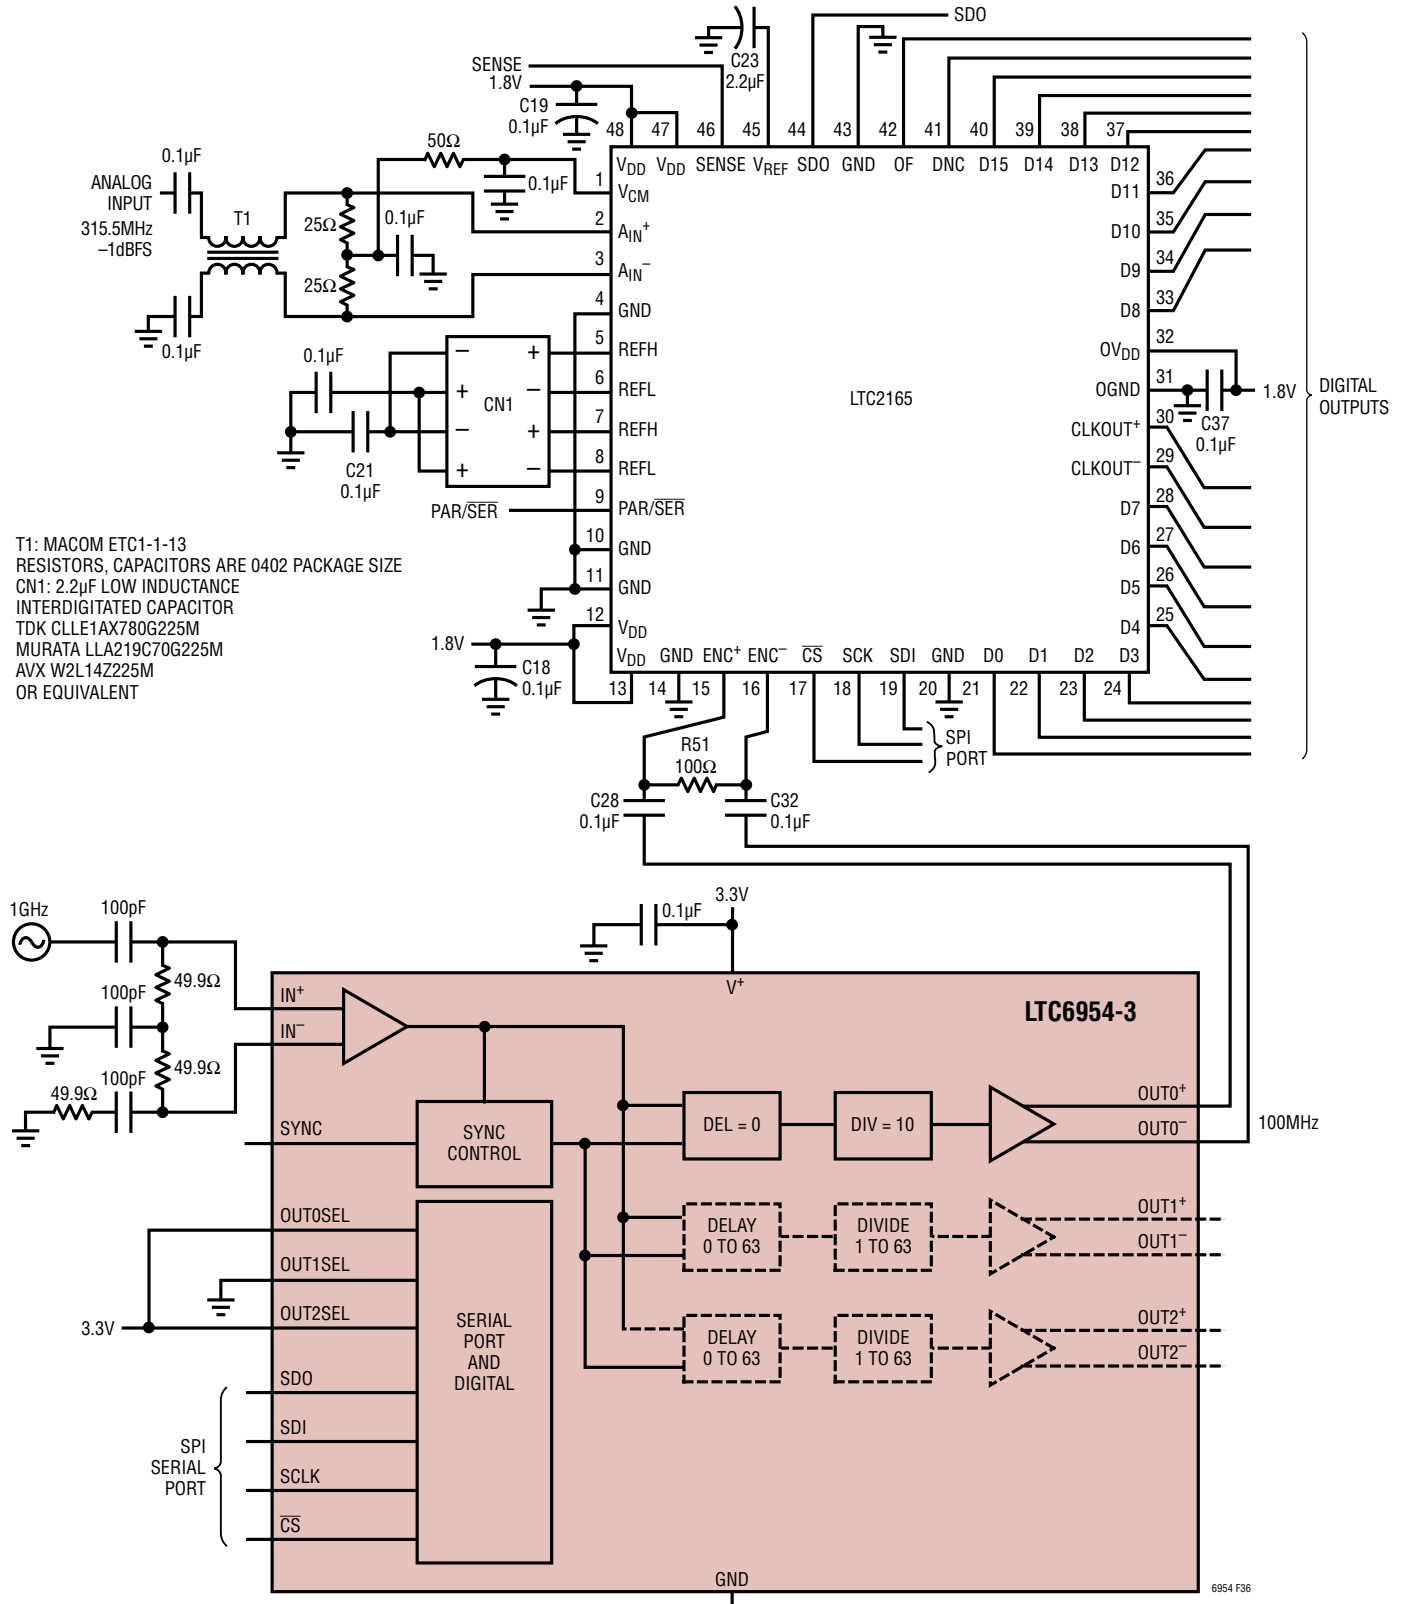 SDO
C23
2.2µF
SENSE
1.8V
C19
0.1µF
48
47
46
45
44
43
42
41
40
39
38
37
50Ω
0.1µF
0.1µF
ANALOG
INPUT
315.5MHz
–1dBFS
T1
25Ω
0.1µF
25Ω
0.1µF
VDD
VDD
SENSE
VREF
SDO
GND
OF
DNC
D15
D14
D13
D12
1
VCM
2
AIN+
3
AIN–
4
GND
5
REFH
6
REFL
7
REFH
8
REFL
9
PAR/SER
10
GND
11
GND
12
VDD
0.1µF
– +
+ –
CN1
– +
+ –
C21
0.1µF
PAR/SER
LTC2165
D11
36
D10
35
D9
34
D8
33
OVDD
32
OGND
31
CLKOUT+
30
CLKOUT–
29
D7
28
D6
27
D5
26
D4
25
1.8V
C37
0.1µF
DIGITAL
OUTPUTS
T1: MACOM ETC1-1-13
RESISTORS, CAPACITORS ARE 0402 PACKAGE SIZE
CN1: 2.2µF LOW INDUCTANCE
INTERDIGITATED CAPACITOR
TDK CLLE1AX780G225M
MURATA LLA219C70G225M
AVX W2L14Z225M
OR EQUIVALENT
1.8V
C18
0.1µF
VDD
GND
ENC+
ENC–
CS
SCK
SDI
GND
D0
D1
D2
D3
13
14
15
16
17
18
19
20
21
22
23
24
SPI
PORT
R51
100Ω
C28
0.1µF
C32
0.1µF
1GHz
100pF
49.9Ω
100pF
49.9Ω
100pF
49.9Ω
0.1µF
3.3V
V+
LTC6954-3
IN+
IN–
SYNC
SYNC
CONTROL
DEL = 0
DIV = 10
OUT0+
OUT0–
100MHz
DELAY
0 TO 63
DIVIDE
1 TO 63
OUT1+
OUT1–
DELAY
0 TO 63
DIVIDE
1 TO 63
OUT2+
OUT2–
OUT0SEL
OUT1SEL
OUT2SEL
3.3V
SERIAL
PORT
AND
DIGITAL
SDO
SDI
SCLK
CS
SPI
SERIAL
PORT
GND
6954 F36